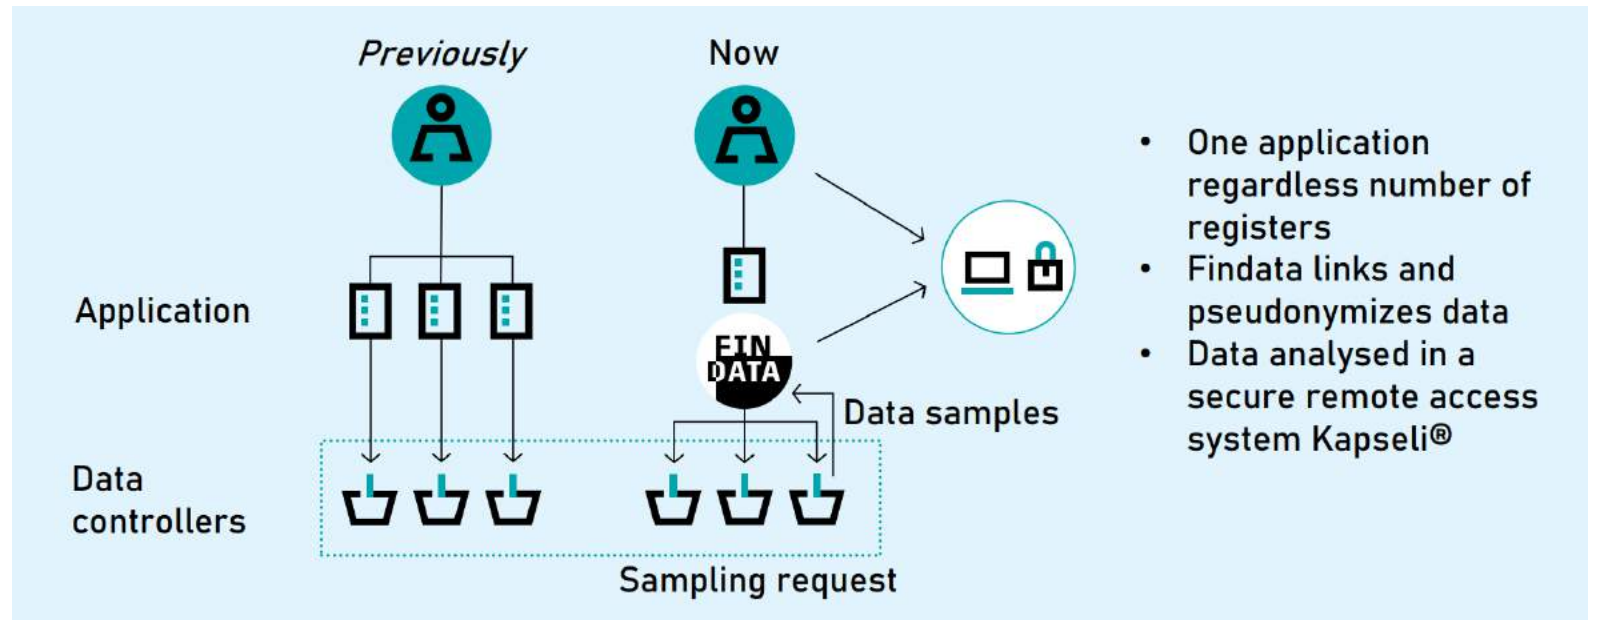 Previously
Now
Application
FIN
DATA
Data samples
Data
controllers
Sampling request
• One application
regardless number of
registers
• Findata links and
pseudonymizes data
• Data analysed in a
secure remote access
system Kapseli®